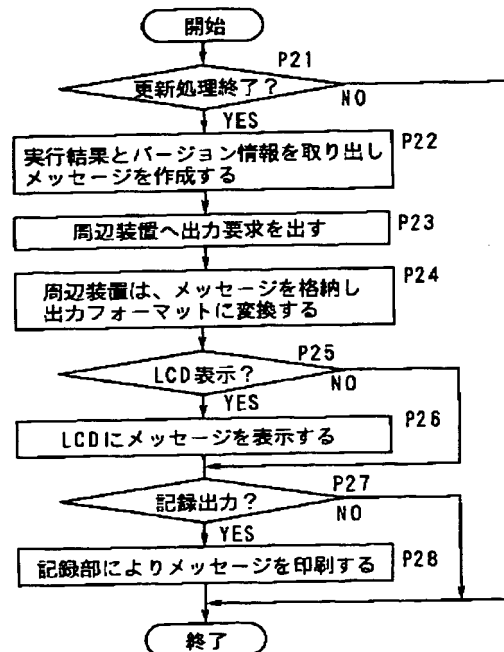 開始
P21
更新処理終了?
NO
YES
P22
実行結果とバージョン情報を取り出し
メッセージを作成する
P23
周辺装置へ出力要求を出す
P24
周辺装置は、メッセージを格納し
出力フォーマットに変換する
P25
LCD表示?
NO
YES
P26
LCDにメッセージを表示する
P27
記録出力?
NO
YES
P28
記録部によりメッセージを印刷する
終了